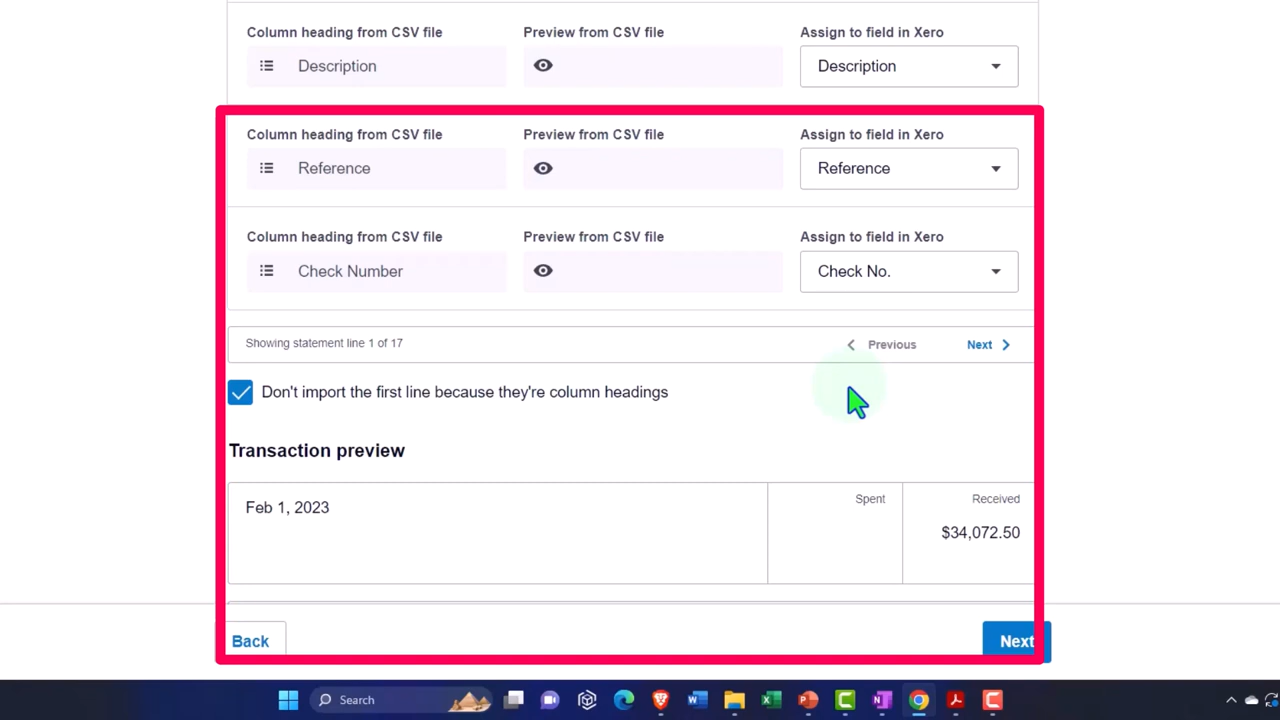 Column heading from CSV file Preview from CSV file Assign to field in Xero
Description Description
Column heading from CSV file Preview from CSV file Assign to field in Xero
Reference Reference
Column heading from CSV file Preview from CSV file Assign to field in Xero
Check Number Check No.
Showing statement line 1 of 17 Previous Next
Don't import the first line because they're column headings
Transaction preview
Feb 1, 2023 Spent Received
$34,072.50
Back Next
Search